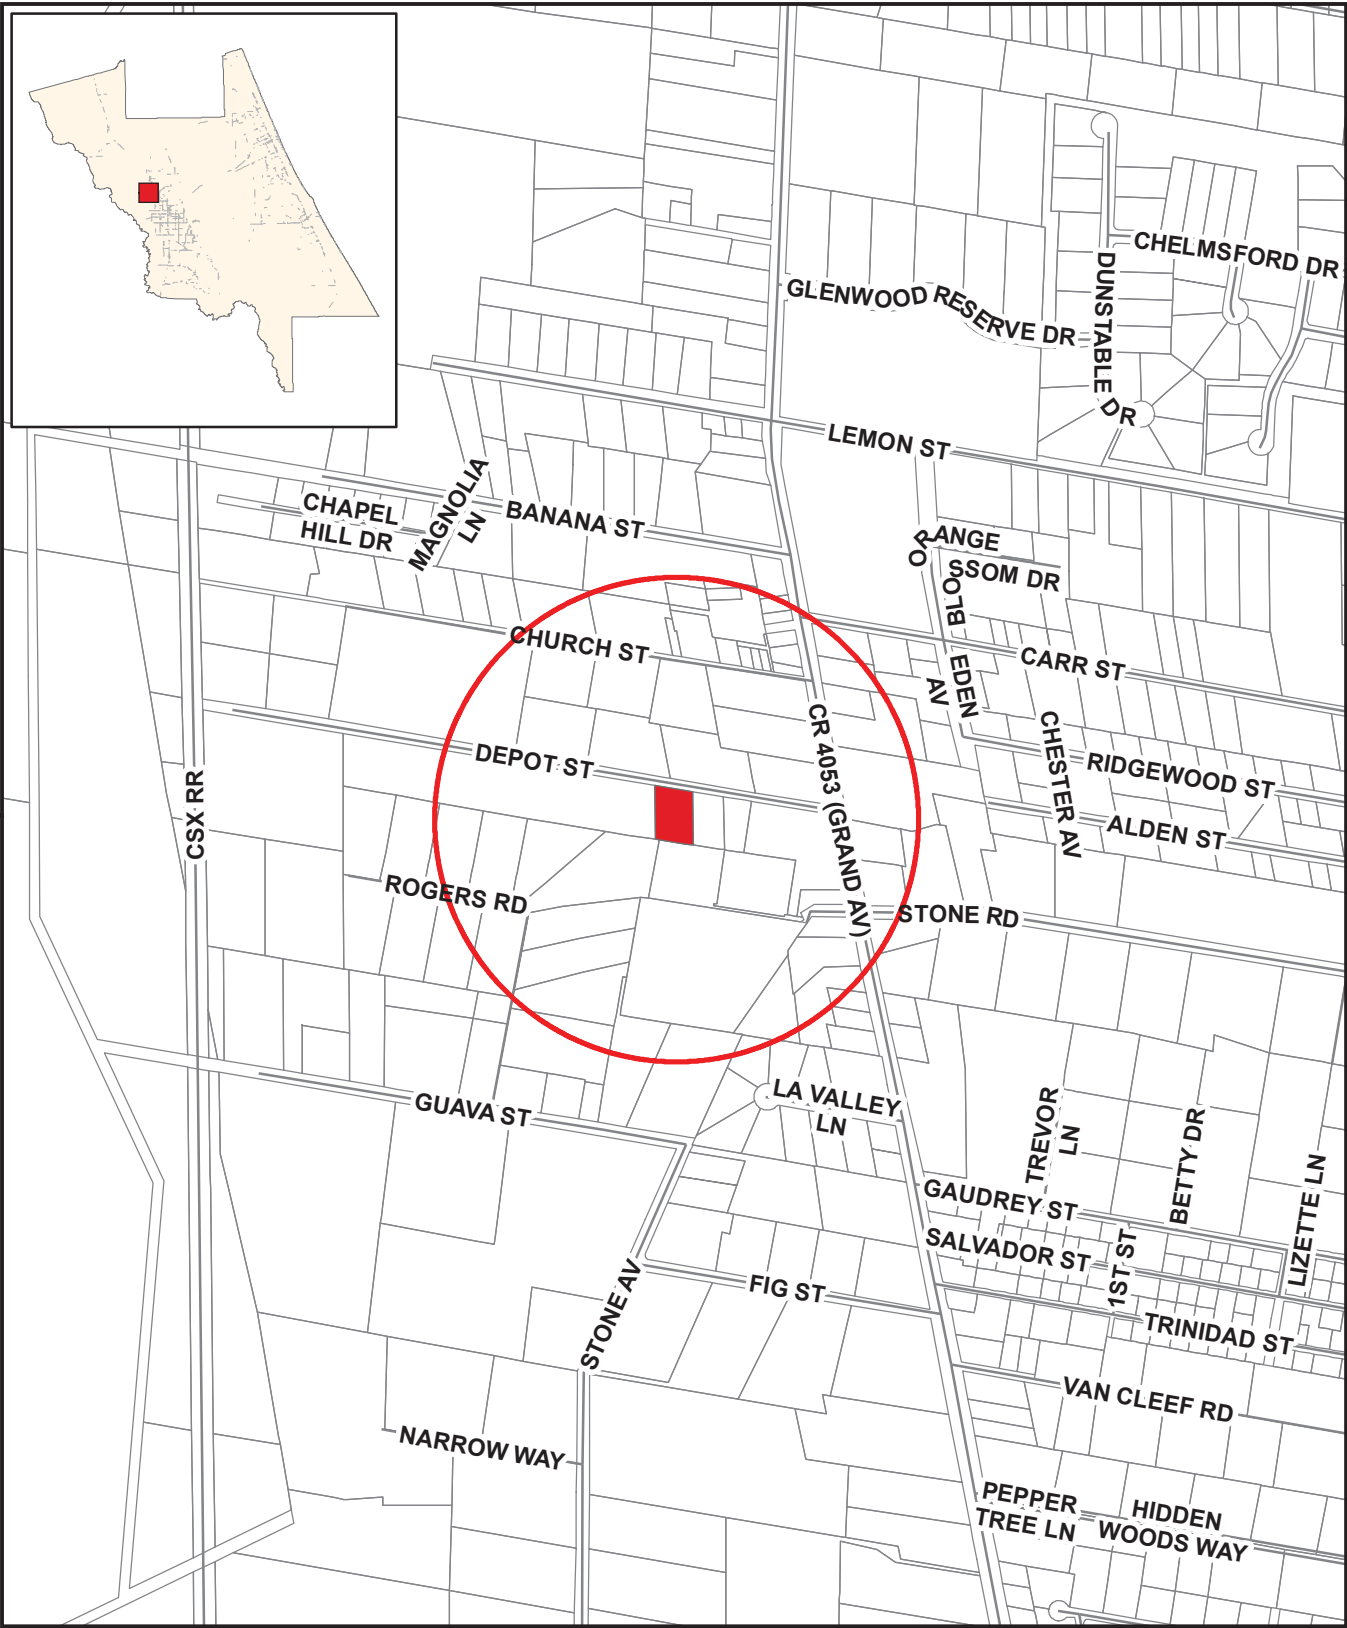 CHELMSFORD DR
DUNSTABLE DR
GLENWOOD RESERVE DR
LEMON ST
MAGNOLIA
LN
CHAPEL
HILL DR
BANANA ST
ORANGE
BLOSSOM DR
CHURCH ST
CARR ST
EDEN
AV
CR 4053 (GRAND AV)
CHESTER AV
DEPOT ST
RIDGEWOOD ST
CSX RR
ALDEN ST
ROGERS RD
STONE RD
GUAVA ST
LA VALLEY
LN
TREVOR
LN
BETTY DR
LIZETTE LN
GAUDREY ST
SALVADOR ST
1ST ST
STONE AV
FIG ST
TRINIDAD ST
VAN CLEEF RD
NARROW WAY
PEPPER
TREE LN
HIDDEN
WOODS WAY